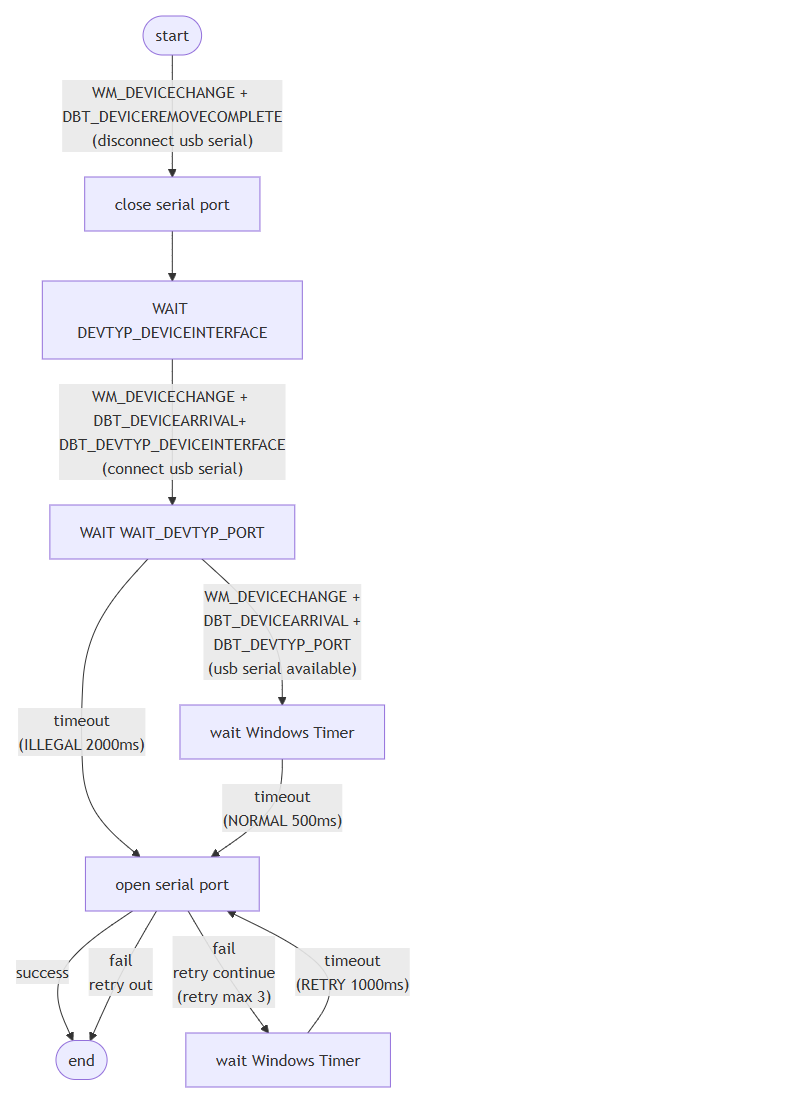 start
WM_DEVICECHANGE +
DBT_DEVICEREMOVECOMPLETE
(disconnect usb serial)
close serial port
WAIT
DEVTYP_DEVICEINTERFACE
WM_DEVICECHANGE +
DBT_DEVICEARRIVAL+
DBT_DEVTYP_DEVICEINTERFACE
(connect usb serial)
WAIT WAIT_DEVTYP_PORT
WM_DEVICECHANGE +
DBT_DEVICEARRIVAL +
DBT_DEVTYP_PORT
(usb serial available)
timeout
(ILLEGAL 2000ms)
wait Windows Timer
timeout
(NORMAL 500ms)
open serial port
success
fail
retry out
fail
retry continue
(retry max 3)
timeout
(RETRY 1000ms)
end
wait Windows Timer